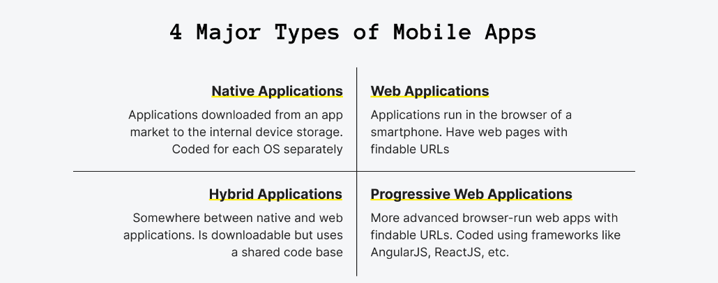 4 Major Types of Mobile Apps
Native Applications
Applications downloaded from an app
market to the internal device storage.
Coded for each OS separately
Web Applications
Applications run in the browser of a
smartphone. Have web pages with
findable URLs
Hybrid Applications
Somewhere between native and web
applications. Is downloadable but uses
a shared code base
Progressive Web Applications
More advanced browser-run web apps with
findable URLs. Coded using frameworks like
AngularJS, ReactJS, etc.